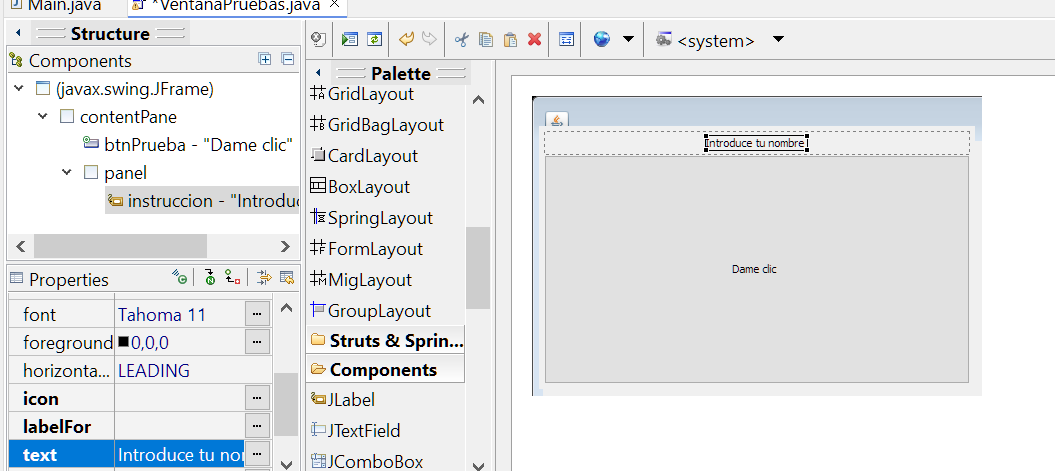 Main.java
*VentanaPruebas.java
Structure
Components
(javax.swing.JFrame)
contentPane
btnPrueba - "Dame clic"
panel
instruccion - "Introduc
Properties
font Tahoma 11 ...
foreground 0,0,0 ...
horizonta... LEADING
icon ...
labelFor ...
text Introduce tu nor ...
<system>
Palette
GridLayout
GridBagLayout
CardLayout
BoxLayout
SpringLayout
FormLayout
MigLayout
GroupLayout
Struts & Sprin...
Components
JLabel
JTextField
JComboBox
Introduce tu nombre
Dame clic